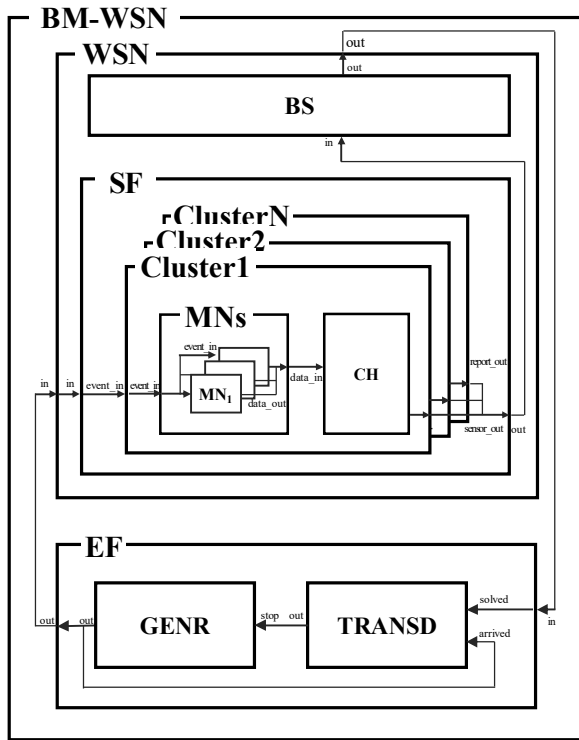 BM-WSN
out
WSN
out
BS
in
SF
ClusterN
Cluster2
Cluster1
MNs
event_in
report_out
in
in
event_in
event_in
MN1
data_out
data_in
CH
sensor_out
out
EF
solved
out
out
GENR
stop
out
TRANSD
arrived
in